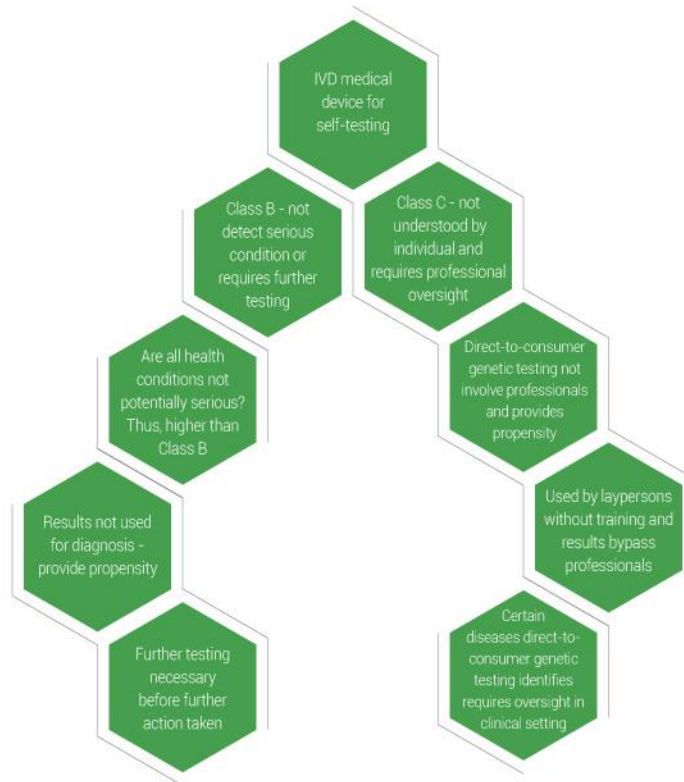 IVD medical
device for
self-testing
Class B - not
detect serious
condition or
requires further
testing
Class C - not
understood by
individual and
requires professional
oversight
Are all health
conditions not
potentially serious?
Thus, higher than
Class B
Direct-to-consumer
genetic testing not
involve professionals
and provides
propensity
Results not used
for diagnosis -
provide propensity
Used by laypersons
without training and
results bypass
professionals
Further testing
necessary
before further
action taken
Certain
diseases direct-to-
consumer genetic
testing identifies
requires oversight in
clinical setting